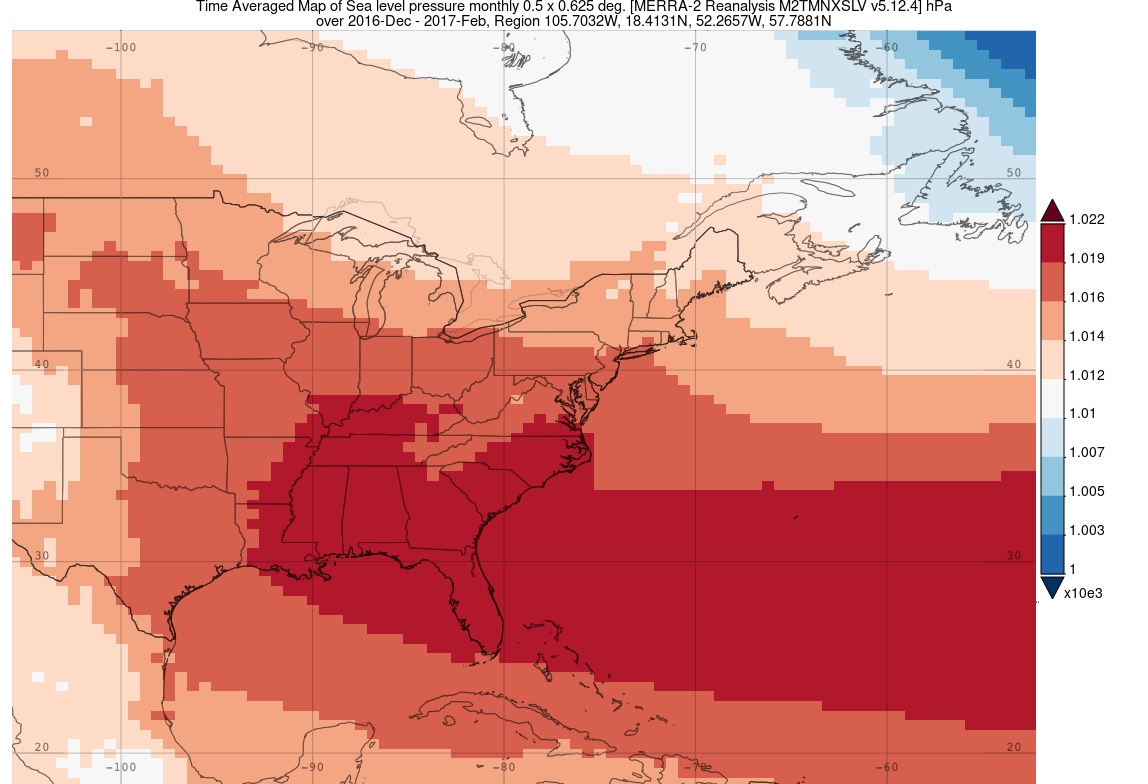 Time Averaged Map of Sea level pressure monthly 0.5 x 0.625 deg. [MERRA-2 Reanalysis M2TMNXSLV v5.12.4] hPa
over 2016-Dec - 2017-Feb, Region 105.7032W, 18.4131N, 52.2657W, 57.7881N
-100 -90 -80 -70 -60
50 50
40 40
30 30
20 20
-100 -90 -80 -70 -60
1.022
1.019
1.016
1.014
1.012
1.01
1.007
1.005
1.003
1
x10e3